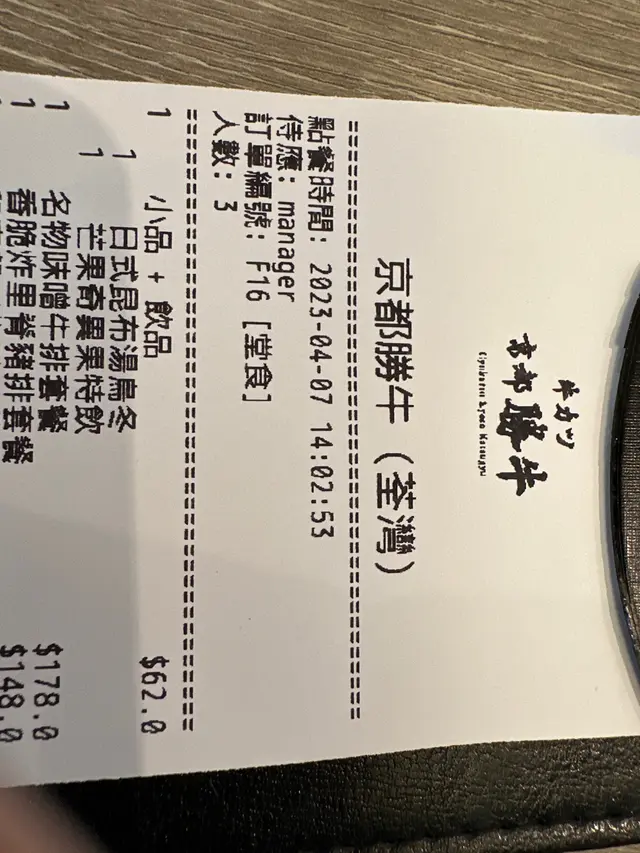 牛カツ
京都勝牛
Gyukatsu Kyoto Katsugyu
京都勝牛 (荃灣)
================================================
點餐時間: 2023-04-07 14:02:53
侍應: manager
訂單編號: F16 [堂食]
人數: 3
================================================
1 小品 + 飲品 $62.0
1 日式昆布湯烏冬
1 芒果奇異果特飲
1 名物味噌牛排套餐 $178.0
1 香脆炸里脊豬排套餐 $148.0